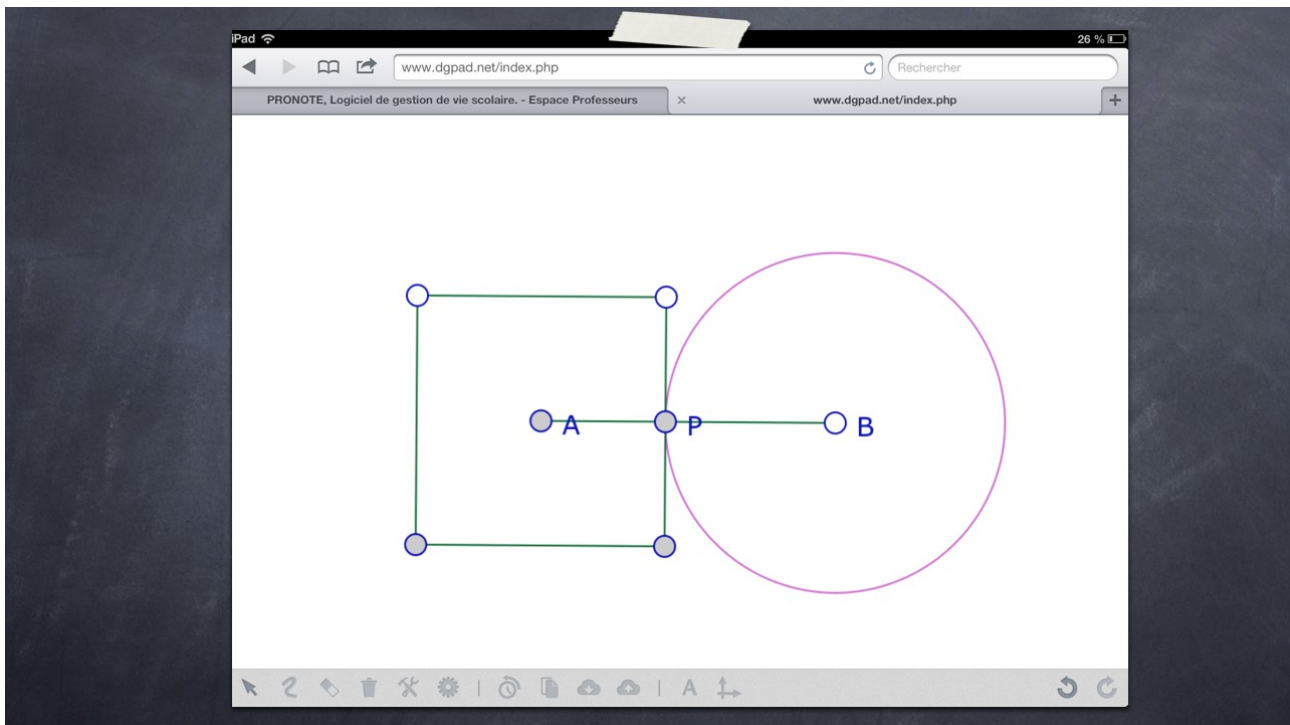 iPad 26 %
www.dgpad.net/index.php Rechercher
PRONOTE, Logiciel de gestion de vie scolaire. - Espace Professeurs www.dgpad.net/index.php
A P B
A